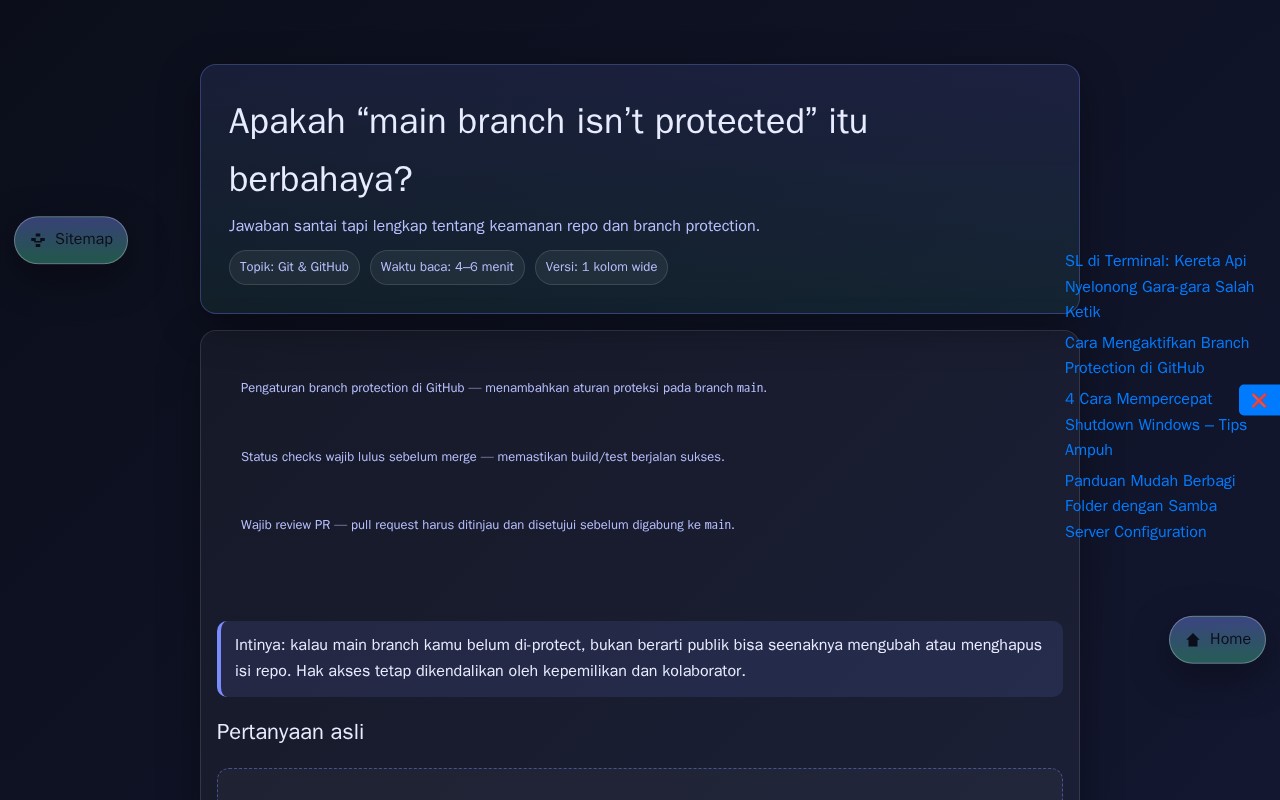 Apakah “main branch isn’t protected” itu
berbahaya?
Jawaban santai tapi lengkap tentang keamanan repo dan branch protection.
Topik: Git & GitHub
Waktu baca: 4–6 menit
Versi: 1 kolom wide
Sitemap
SL di Terminal: Kereta Api
Nyelonong Gara-gara Salah
Ketik
Cara Mengaktifkan Branch
Protection di GitHub
4 Cara Mempercepat
Shutdown Windows – Tips
Ampuh
Panduan Mudah Berbagi
Folder dengan Samba
Server Configuration
Pengaturan branch protection di GitHub — menambahkan aturan proteksi pada branch main.
Status checks wajib lulus sebelum merge — memastikan build/test berjalan sukses.
Wajib review PR — pull request harus ditinjau dan disetujui sebelum digabung ke main.
Home
Intinya: kalau main branch kamu belum di-protect, bukan berarti publik bisa seenaknya mengubah atau menghapus
isi repo. Hak akses tetap dikendalikan oleh kepemilikan dan kolaborator.
Pertanyaan asli